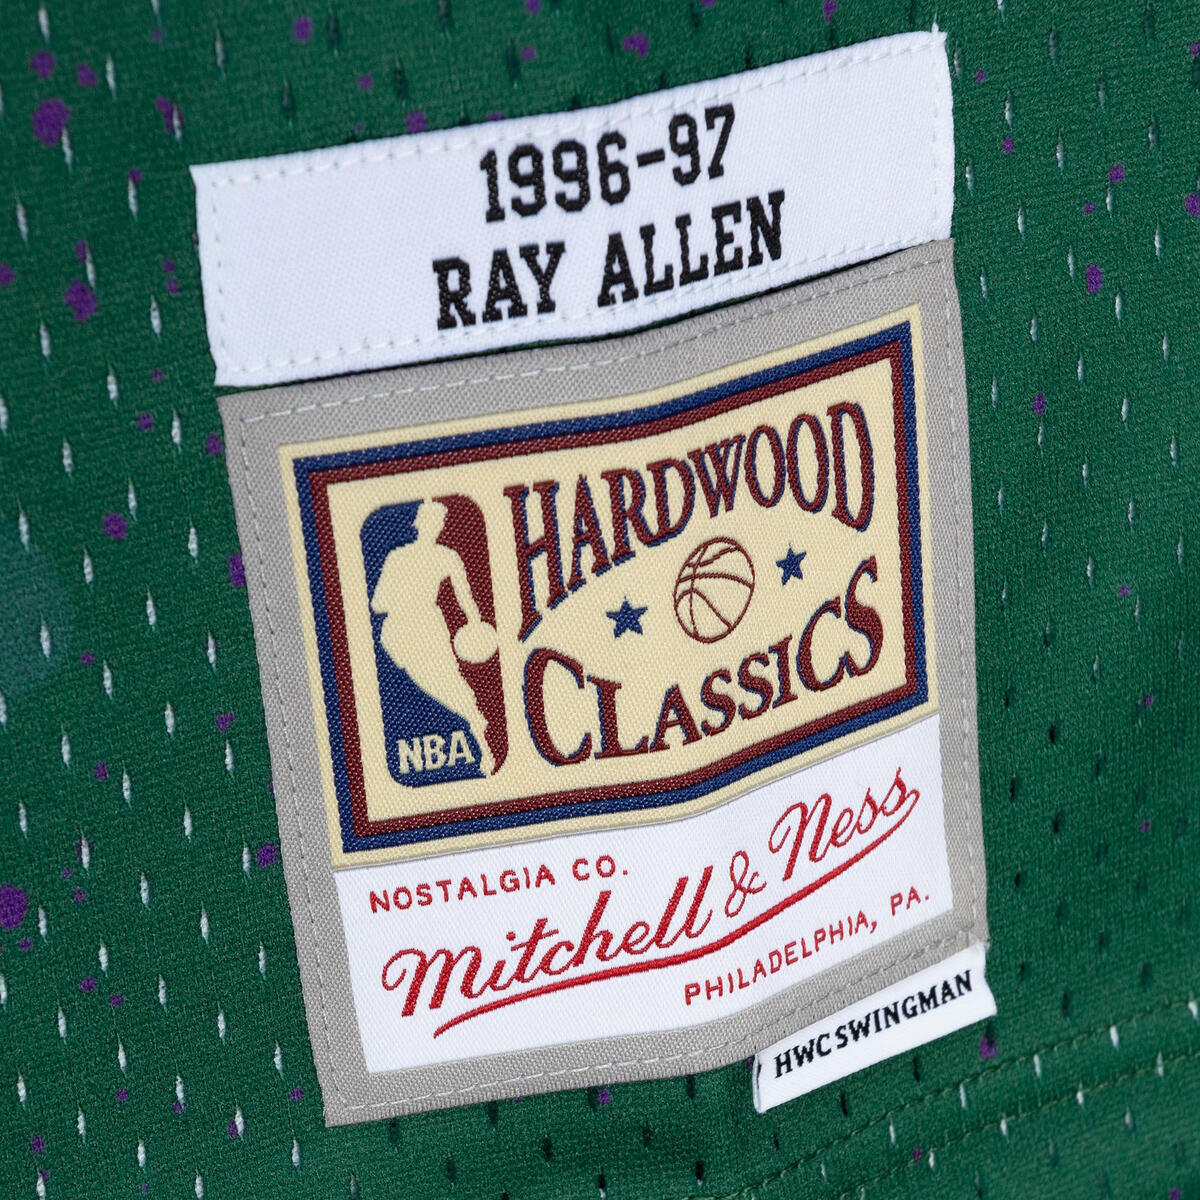 1996-97
RAY ALLEN
HARDWOOD
CLASSICS
NBA
NOSTALGIA CO.
Mitchell & Ness
PHILADELPHIA, PA.
HWC SWINGMAN